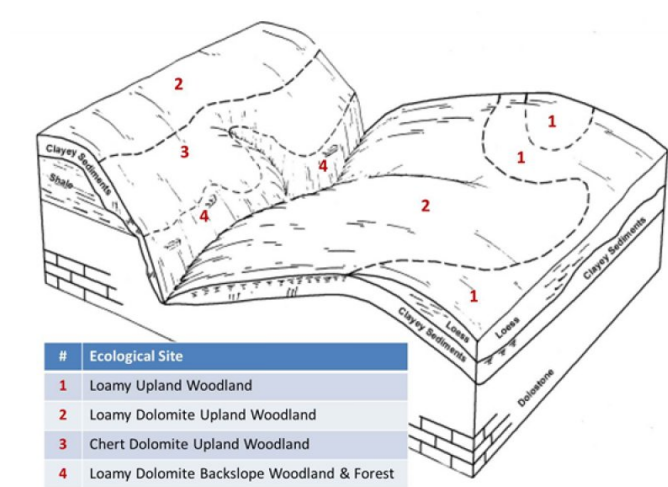 2
1
Clayey Sediments
3
1
4
Shale
4
2
Clayey Sediments
1
Loess
Loess
Clayey Sediments
Dolostone
# Ecological Site
1 Loamy Upland Woodland
2 Loamy Dolomite Upland Woodland
3 Chert Dolomite Upland Woodland
4 Loamy Dolomite Backslope Woodland & Forest